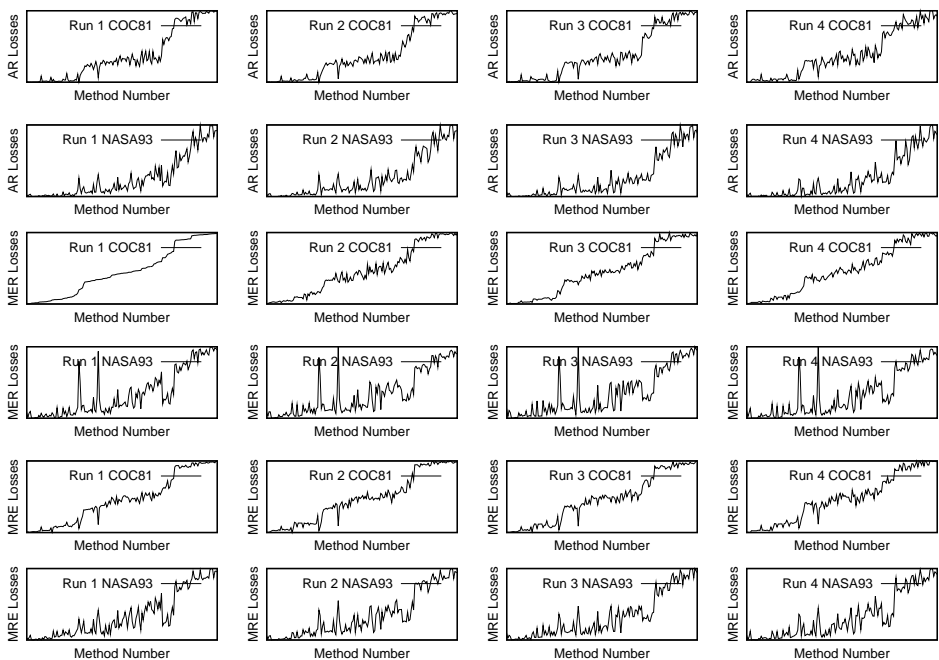 AR Losses
Run 1 COC81
Method Number
AR Losses
Run 2 COC81
Method Number
AR Losses
Run 3 COC81
Method Number
AR Losses
Run 4 COC81
Method Number
AR Losses
Run 1 NASA93
Method Number
AR Losses
Run 2 NASA93
Method Number
AR Losses
Run 3 NASA93
Method Number
AR Losses
Run 4 NASA93
Method Number
MER Losses
Run 1 COC81
Method Number
MER Losses
Run 2 COC81
Method Number
MER Losses
Run 3 COC81
Method Number
MER Losses
Run 4 COC81
Method Number
MER Losses
Run 1 NASA93
Method Number
MER Losses
Run 2 NASA93
Method Number
MER Losses
Run 3 NASA93
Method Number
MER Losses
Run 4 NASA93
Method Number
MRE Losses
Run 1 COC81
Method Number
MRE Losses
Run 2 COC81
Method Number
MRE Losses
Run 3 COC81
Method Number
MRE Losses
Run 4 COC81
Method Number
MRE Losses
Run 1 NASA93
Method Number
MRE Losses
Run 2 NASA93
Method Number
MRE Losses
Run 3 NASA93
Method Number
MRE Losses
Run 4 NASA93
Method Number